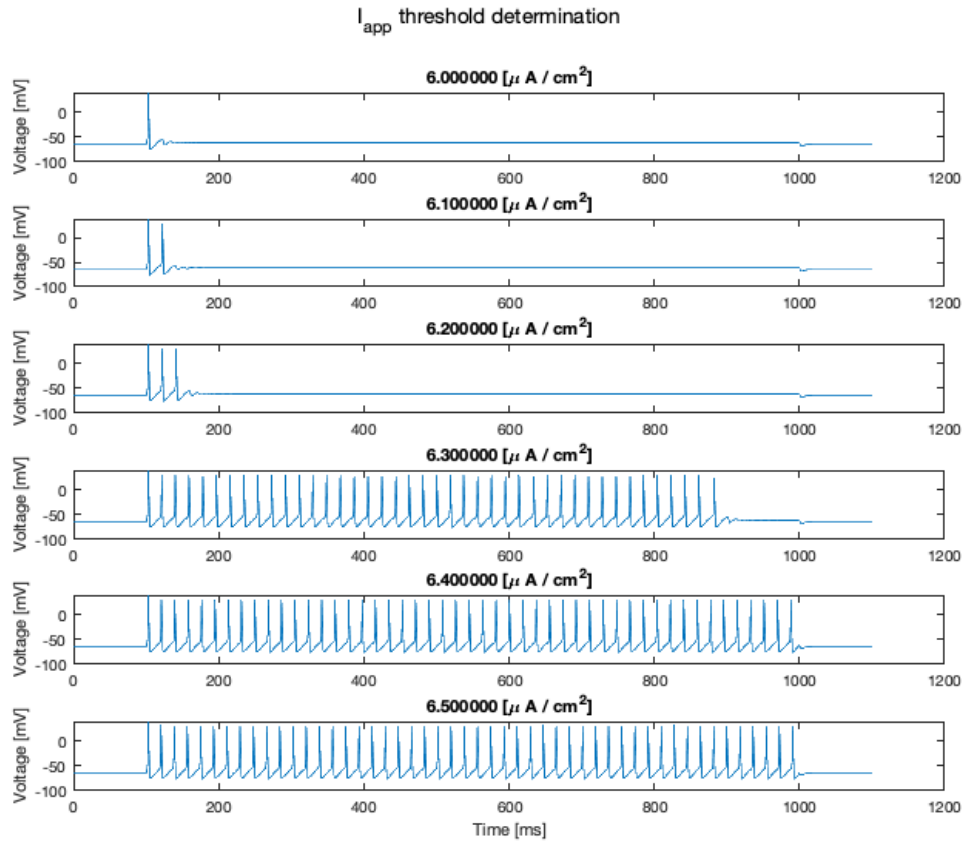 I_app threshold determination
6.000000 [μ A / cm²]
Voltage [mV]
0
-50
-100
0 200 400 600 800 1000 1200
6.100000 [μ A / cm²]
Voltage [mV]
0
-50
-100
0 200 400 600 800 1000 1200
6.200000 [μ A / cm²]
Voltage [mV]
0
-50
-100
0 200 400 600 800 1000 1200
6.300000 [μ A / cm²]
Voltage [mV]
0
-50
-100
0 200 400 600 800 1000 1200
6.400000 [μ A / cm²]
Voltage [mV]
0
-50
-100
0 200 400 600 800 1000 1200
6.500000 [μ A / cm²]
Voltage [mV]
0
-50
-100
0 200 400 600 800 1000 1200
Time [ms]